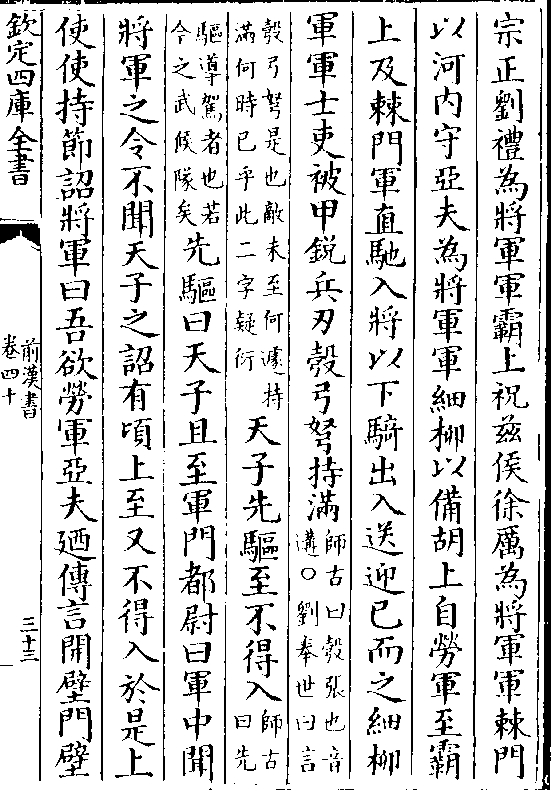 宗正劉禮為將軍軍霸上祝茲侯徐厲為將軍軍棘門
以河内守亞夫為將軍軍細柳以備胡上自勞軍至霸
上及棘門軍直馳入將以下騎出入送迎已而之細柳
軍軍士吏被甲鋭兵刃彀弓弩持滿師古曰彀張也音遘○劉奉世曰言
彀弓弩是也敵未至何遽持滿何時已乎此二字疑衍天子先驅至不得入師古曰先
驅導駕者也若今之武候隊矣先驅曰天子且至軍門都尉曰軍中聞
將軍之令不聞天子之詔有頃上至又不得入於是上
使使持節詔將軍曰吾欲勞軍亞夫廼傳言開壁門壁
欽定四庫全書
前漢書
卷四十
三十三